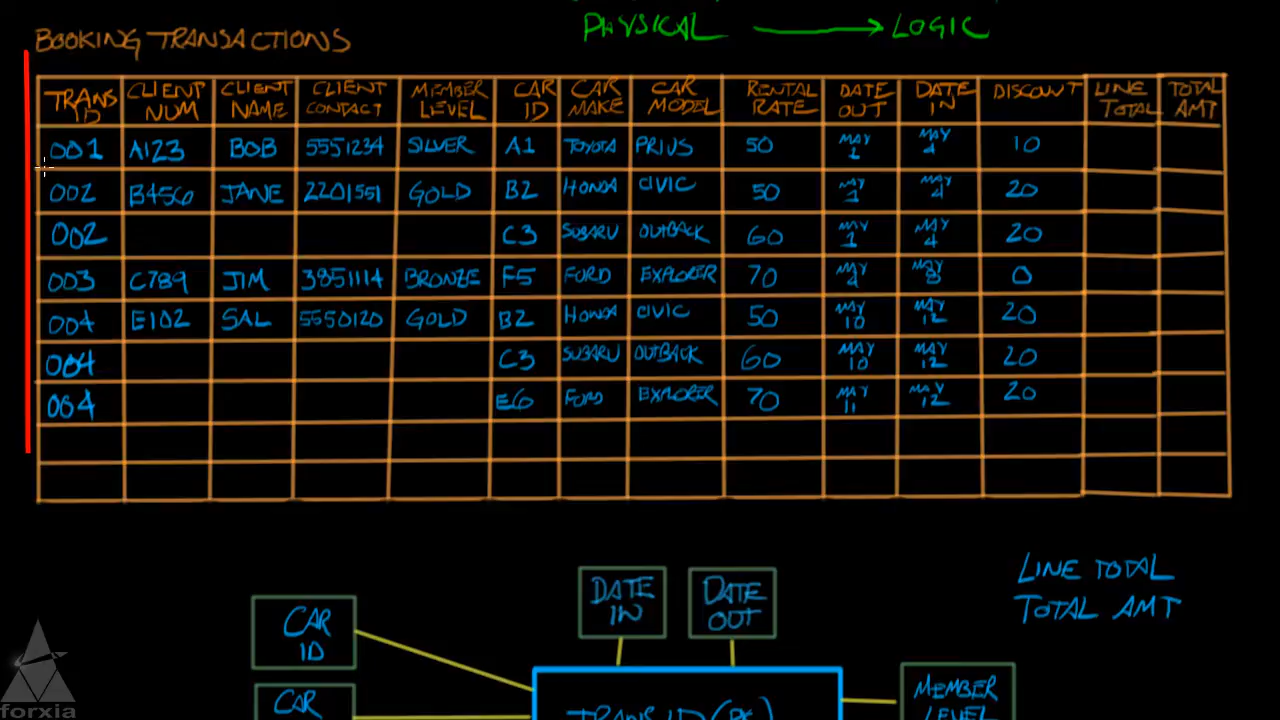 PHYSICAL → LOGIC
BOOKING TRANSACTIONS
TRANS ID CLIENT NUM CLIENT NAME CLIENT CONTACT MEMBER LEVEL CAR ID CAR MAKE CAR MODEL RENTAL RATE DATE OUT DATE IN DISCOUNT LINE TOTAL TOTAL AMT
001 A123 BOB 5551234 SILVER A1 TOYOTA PRIUS 50 MAY 1 MAY 4 10
002 B456 JANE 2201551 GOLD B2 HONDA CIVIC 50 MAY 1 MAY 4 20
002 C3 SUBARU OUTBACK 60 MAY 1 MAY 4 20
003 C789 JIM 3851114 BRONZE F5 FORD EXPLORER 70 MAY MAY 8 0
004 E102 SAL 5550120 GOLD B2 HONDA CIVIC 50 MAY 10 MAY 12 20
004 C3 SUBARU OUTBACK 60 MAY 10 MAY 12 20
004 E6 FORD EXPLORER 70 MAY 11 MAY 12 20
LINE TOTAL
TOTAL AMT
DATE IN
DATE OUT
CAR ID
CAR
TRANS ID (PK)
MEMBER LEVEL
forxia